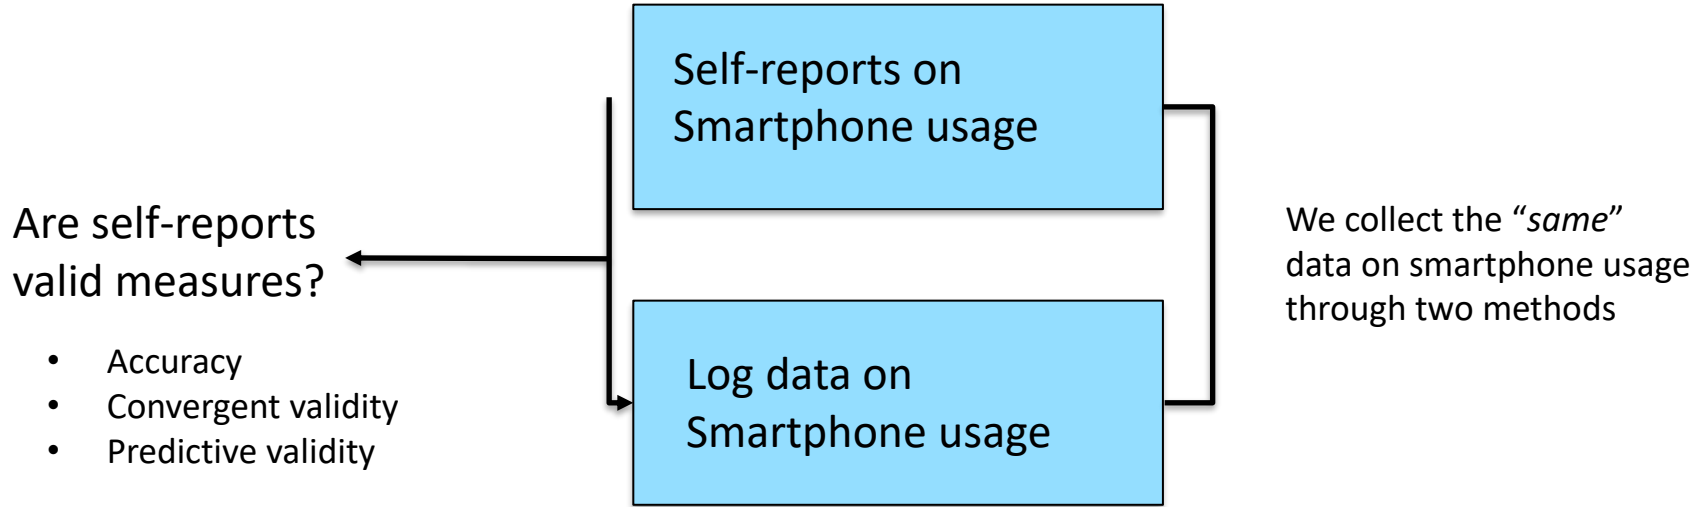 Self-reports on
Smartphone usage
Are self-reports
valid measures?
• Accuracy
• Convergent validity
• Predictive validity
Log data on
Smartphone usage
We collect the “same”
data on smartphone usage
through two methods